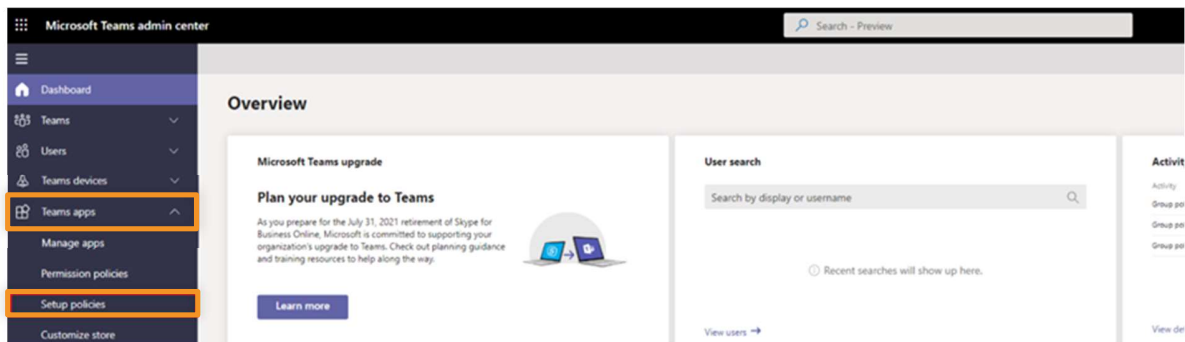 Microsoft Teams admin center
Search - Preview
Dashboard
Teams
Users
Teams devices
Teams apps
Manage apps
Permission policies
Setup policies
Customize store
Overview
Microsoft Teams upgrade
Plan your upgrade to Teams
As you prepare for the July 31, 2021 retirement of Skype for
Business Online, Microsoft is committed to supporting your
organization's upgrade to Teams. Check out planning guidance
and training resources to help along the way.
Learn more
User search
Search by display or username
Recent searches will show up here.
View users
Activit
Activity
Group pol
Group pol
Group pol
View det